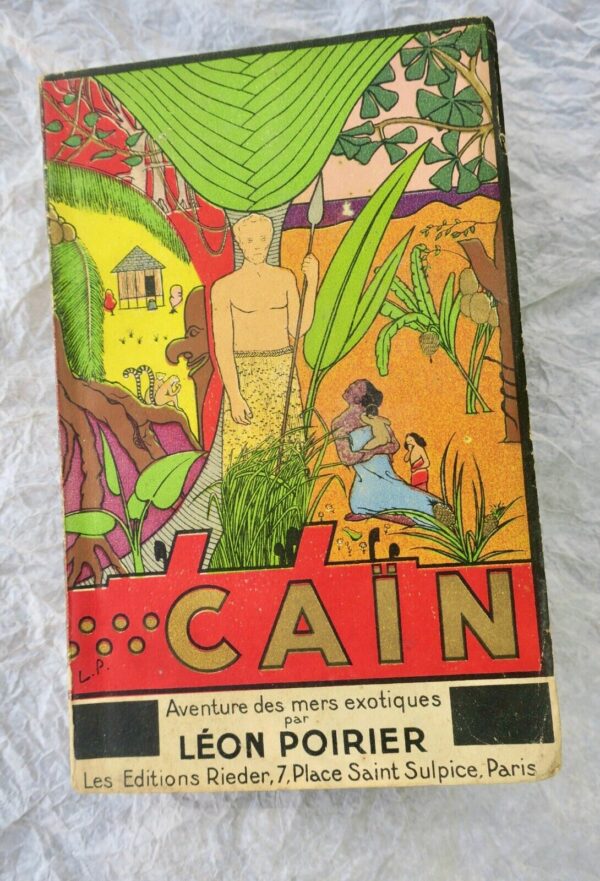 CAÏN
L.P.
Aventure des mers exotiques
par
LÉON POIRIER
Les Editions Rieder, 7, Place Saint Sulpice, Paris